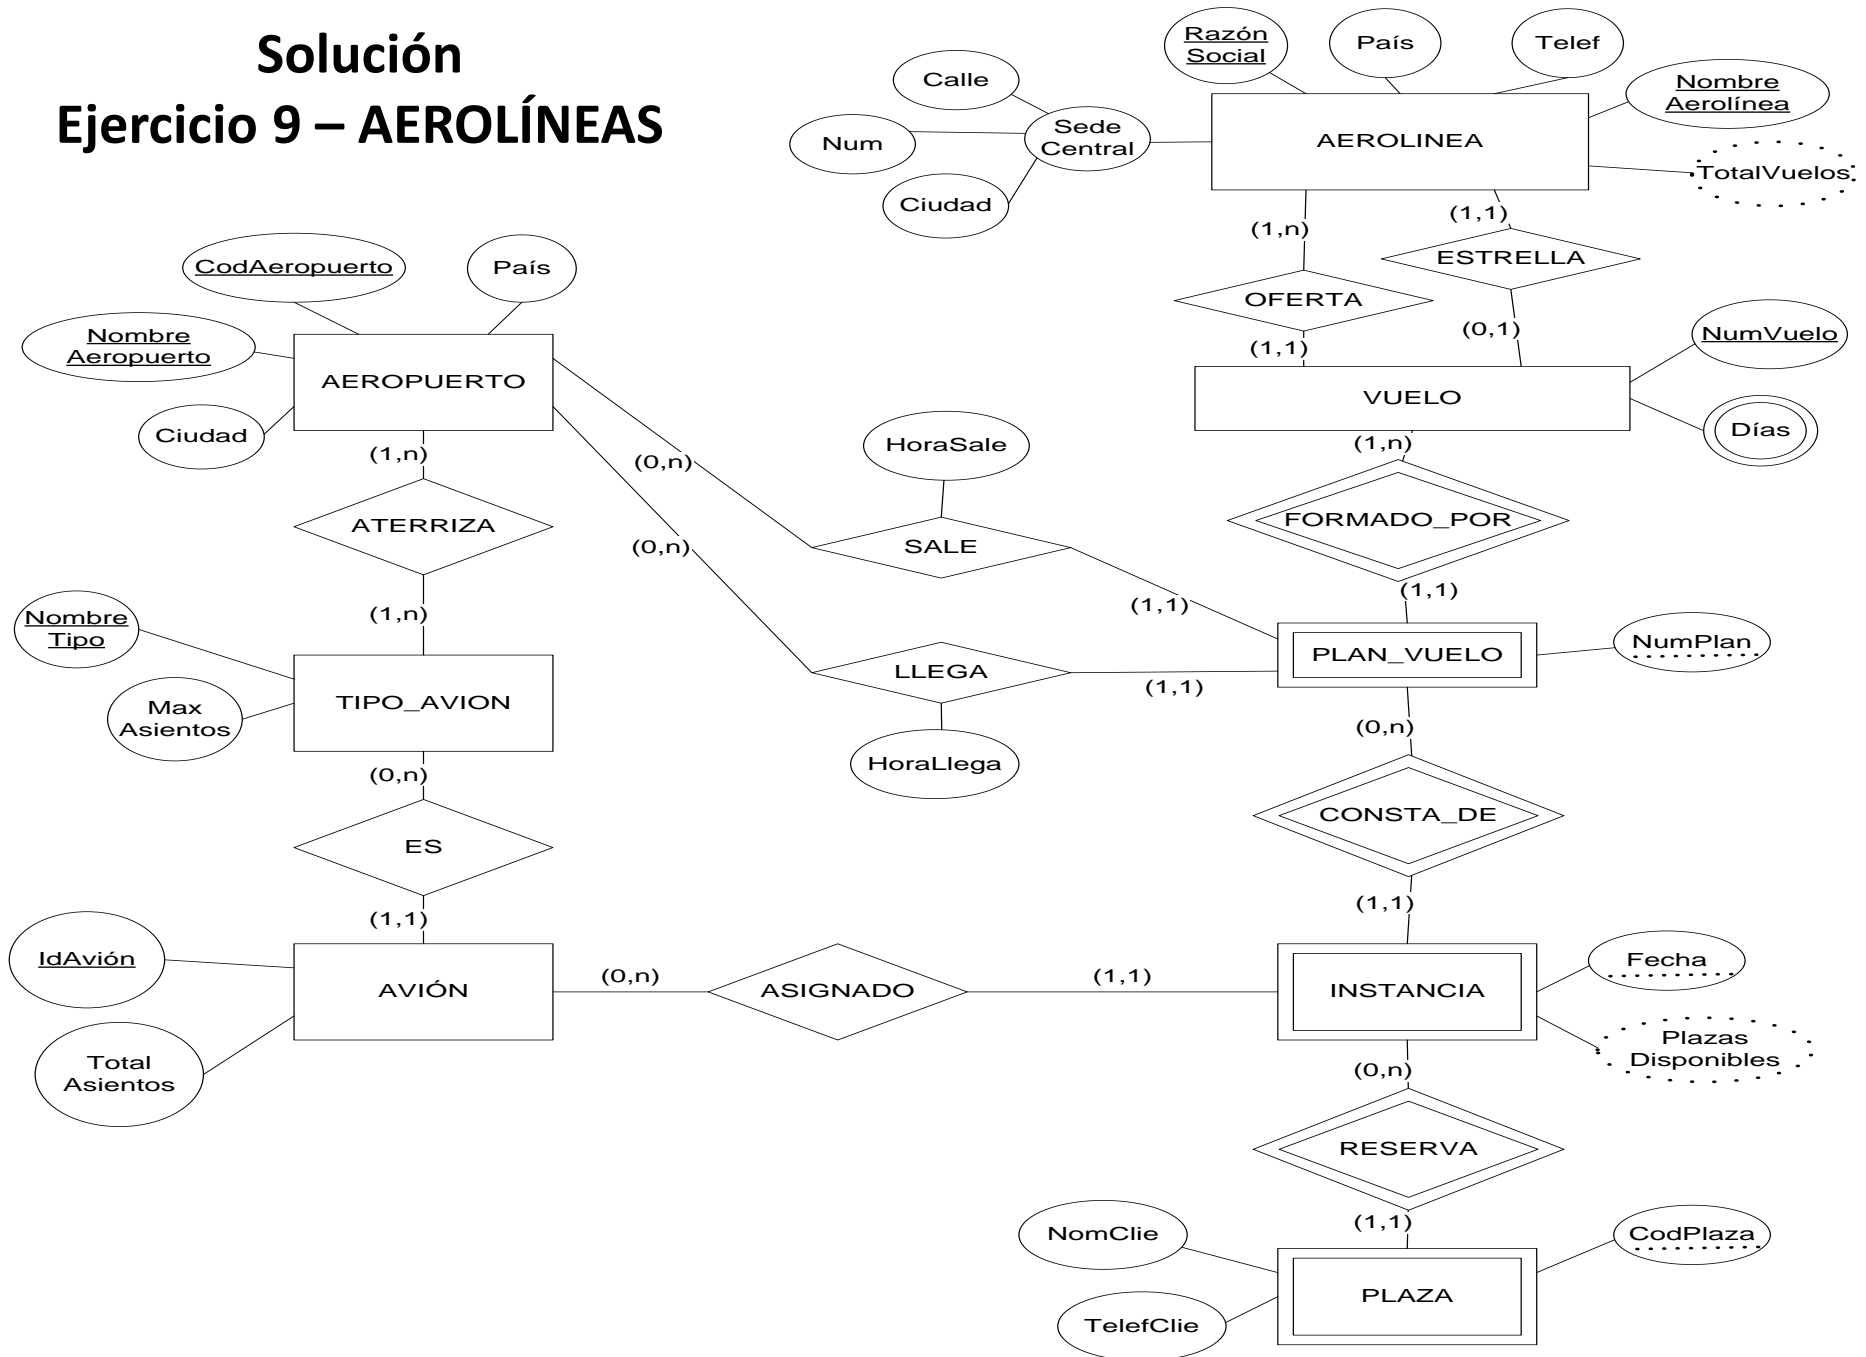 Solución
Ejercicio 9 – AEROLÍNEAS
Razón
Social
País
Telef
Nombre
Aerolínea
TotalVuelos
Calle
Num
Ciudad
Sede
Central
AEROLINEA
(1,n)
(1,1)
OFERTA
ESTRELLA
(1,1)
(0,1)
VUELO
NumVuelo
Días
(1,n)
FORMADO_POR
(1,1)
CodAeropuerto
País
Nombre
Aeropuerto
Ciudad
AEROPUERTO
(1,n)
(0,n)
(0,n)
ATERRIZA
(1,n)
HoraSale
SALE
(1,1)
LLEGA
(1,1)
HoraLlega
PLAN_VUELO
NumPlan
(0,n)
CONSTA_DE
(1,1)
Nombre
Tipo
Max
Asientos
TIPO_AVION
(0,n)
ES
(1,1)
IdAvión
Total
Asientos
AVIÓN
(0,n)
ASIGNADO
(1,1)
INSTANCIA
Fecha
Plazas
Disponibles
(0,n)
RESERVA
(1,1)
NomClie
TelefClie
CodPlaza
PLAZA